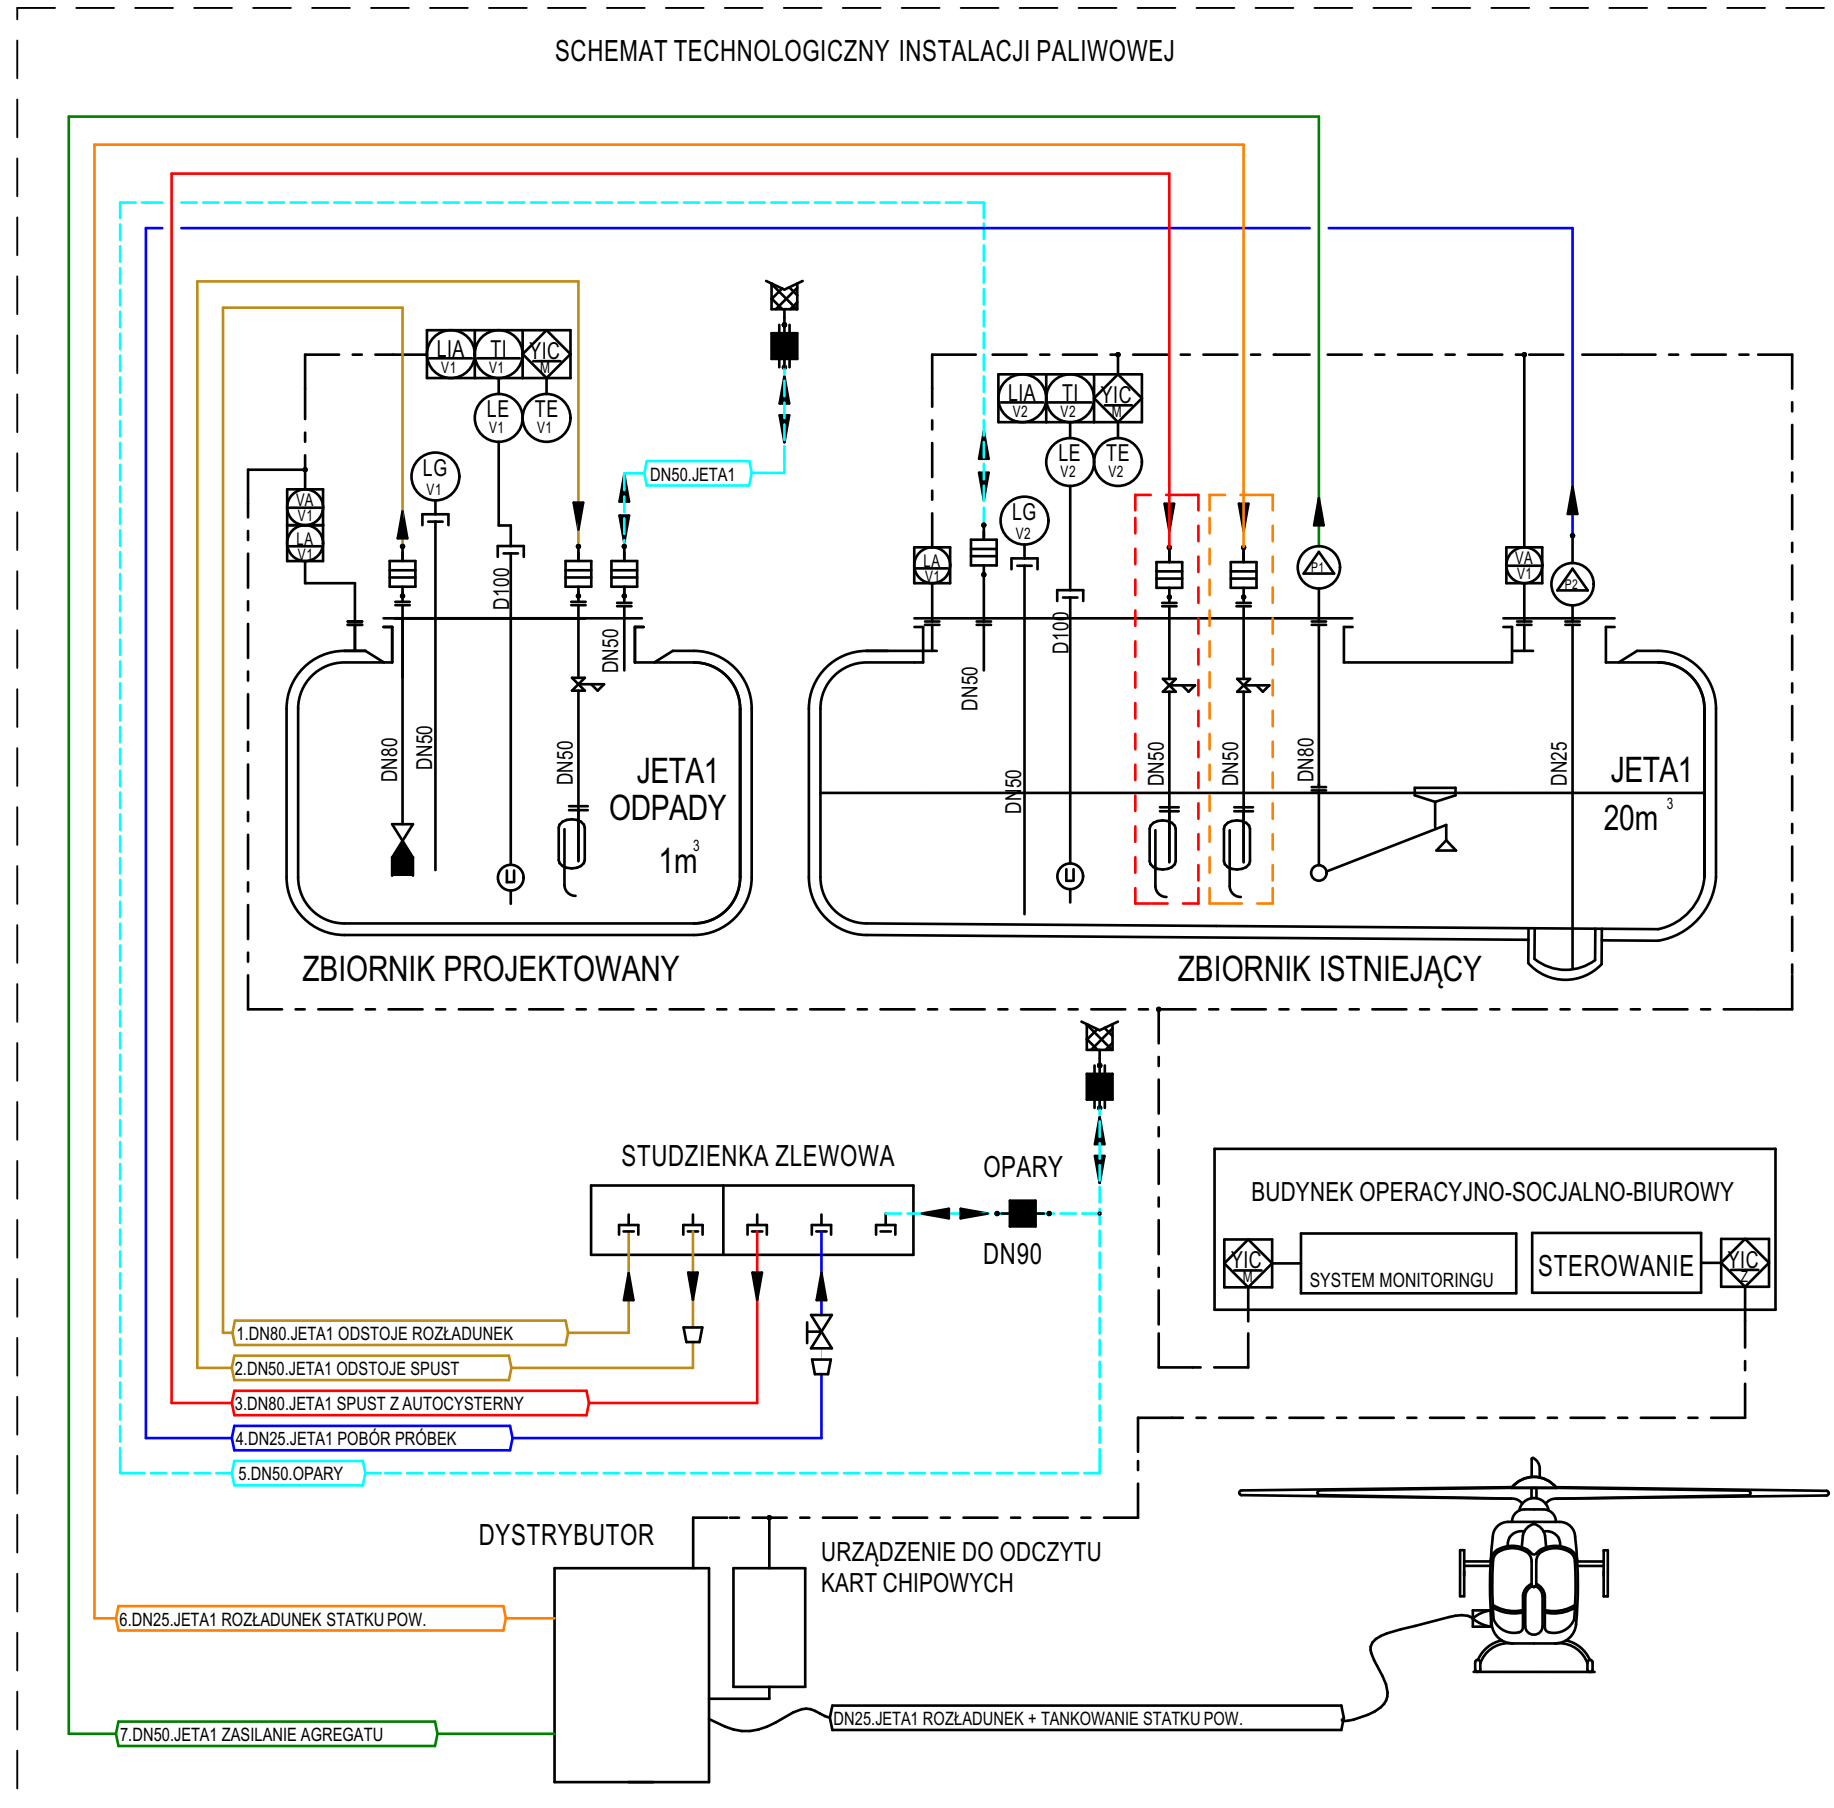 SCHEMAT TECHNOLOGICZNY INSTALACJI PALIWOWEJ
LIA
V1
TI
V1
YIC
M
LE
V1
TE
V1
LG
V1
VA
V1
LA
V1
DN50.JETA1
D100
DN50
DN80
DN50
DN50
JETA1
ODPADY
1m³
ZBIORNIK PROJEKTOWANY
LIA
V2
TI
V2
YIC
M
LE
V2
TE
V2
LG
V2
LA
V1
VA
V1
P1
P2
D100
DN50
DN50
DN50
DN50
DN80
DN25
JETA1
20m³
ZBIORNIK ISTNIEJĄCY
STUDZIENKA ZLEWOWA
OPARY
DN90
BUDYNEK OPERACYJNO-SOCJALNO-BIUROWY
YIC
M
SYSTEM MONITORINGU
STEROWANIE
YIC
Z
1.DN80.JETA1 ODSTOJE ROZŁADUNEK
2.DN50.JETA1 ODSTOJE SPUST
3.DN80.JETA1 SPUST Z AUTOCYSTERNY
4.DN25.JETA1 POBÓR PRÓBEK
5.DN50.OPARY
DYSTRYBUTOR
URZĄDZENIE DO ODCZYTU
KART CHIPOWYCH
6.DN25.JETA1 ROZŁADUNEK STATKU POW.
7.DN50.JETA1 ZASILANIE AGREGATU
DN25.JETA1 ROZŁADUNEK + TANKOWANIE STATKU POW.